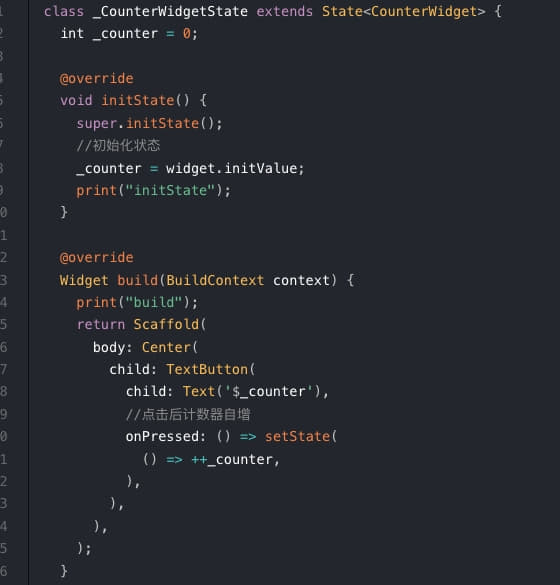 1 class _CounterWidgetState extends State<CounterWidget> {
2   int _counter = 0;
3
4   @override
5   void initState() {
6     super.initState();
7     //初始化状态
8     _counter = widget.initValue;
9     print("initState");
0   }
1
2   @override
3   Widget build(BuildContext context) {
4     print("build");
5     return Scaffold(
6       body: Center(
7         child: TextButton(
8           child: Text('$_counter'),
9           //点击后计数器自增
0           onPressed: () => setState(
1             () => ++_counter,
2           ),
3         ),
4       ),
5     );
6   }